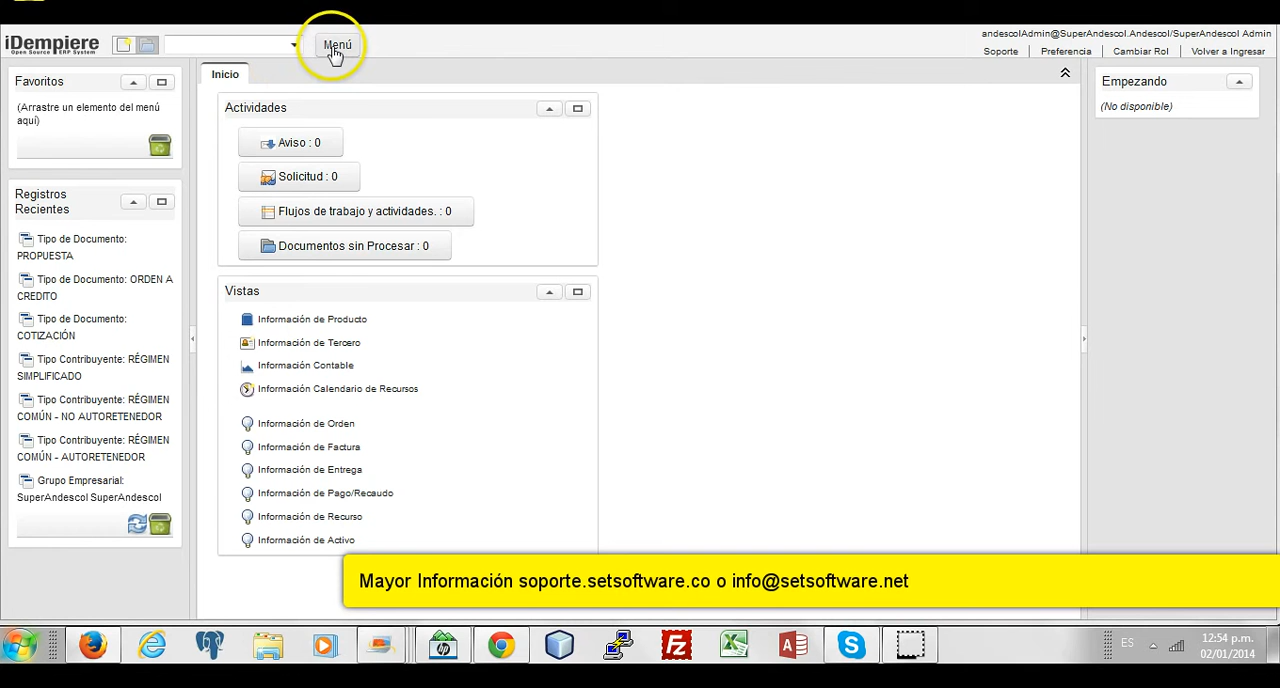 iDempiere
Open Source ERP System
Menú
andescolAdmin@SuperAndescol.Andescol/SuperAndescol Admin
Soporte
Preferencia
Cambiar Rol
Volver a Ingresar
Favoritos
(Arrastre un elemento del menú
aquí)
Registros
Recientes
Tipo de Documento:
PROPUESTA
Tipo de Documento: ORDEN A
CREDITO
Tipo de Documento:
COTIZACIÓN
Tipo Contribuyente: RÉGIMEN
SIMPLIFICADO
Tipo Contribuyente: RÉGIMEN
COMÚN - NO AUTORETENEDOR
Tipo Contribuyente: RÉGIMEN
COMÚN - AUTORETENEDOR
Grupo Empresarial:
SuperAndescol SuperAndescol
Inicio
Actividades
Aviso : 0
Solicitud : 0
Flujos de trabajo y actividades. : 0
Documentos sin Procesar : 0
Vistas
Información de Producto
Información de Tercero
Información Contable
Información Calendario de Recursos
Información de Orden
Información de Factura
Información de Entrega
Información de Pago/Recaudo
Información de Recurso
Información de Activo
Empezando
(No disponible)
Mayor Información soporte.setsoftware.co o info@setsoftware.net
ES
12:54 p.m.
02/01/2014